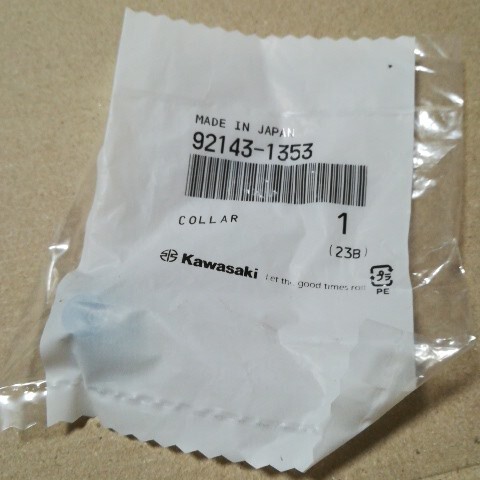 MADE IN JAPAN
92143-1353
COLLAR 1
(23B)
Kawasaki Let the good times roll
プラ
PE